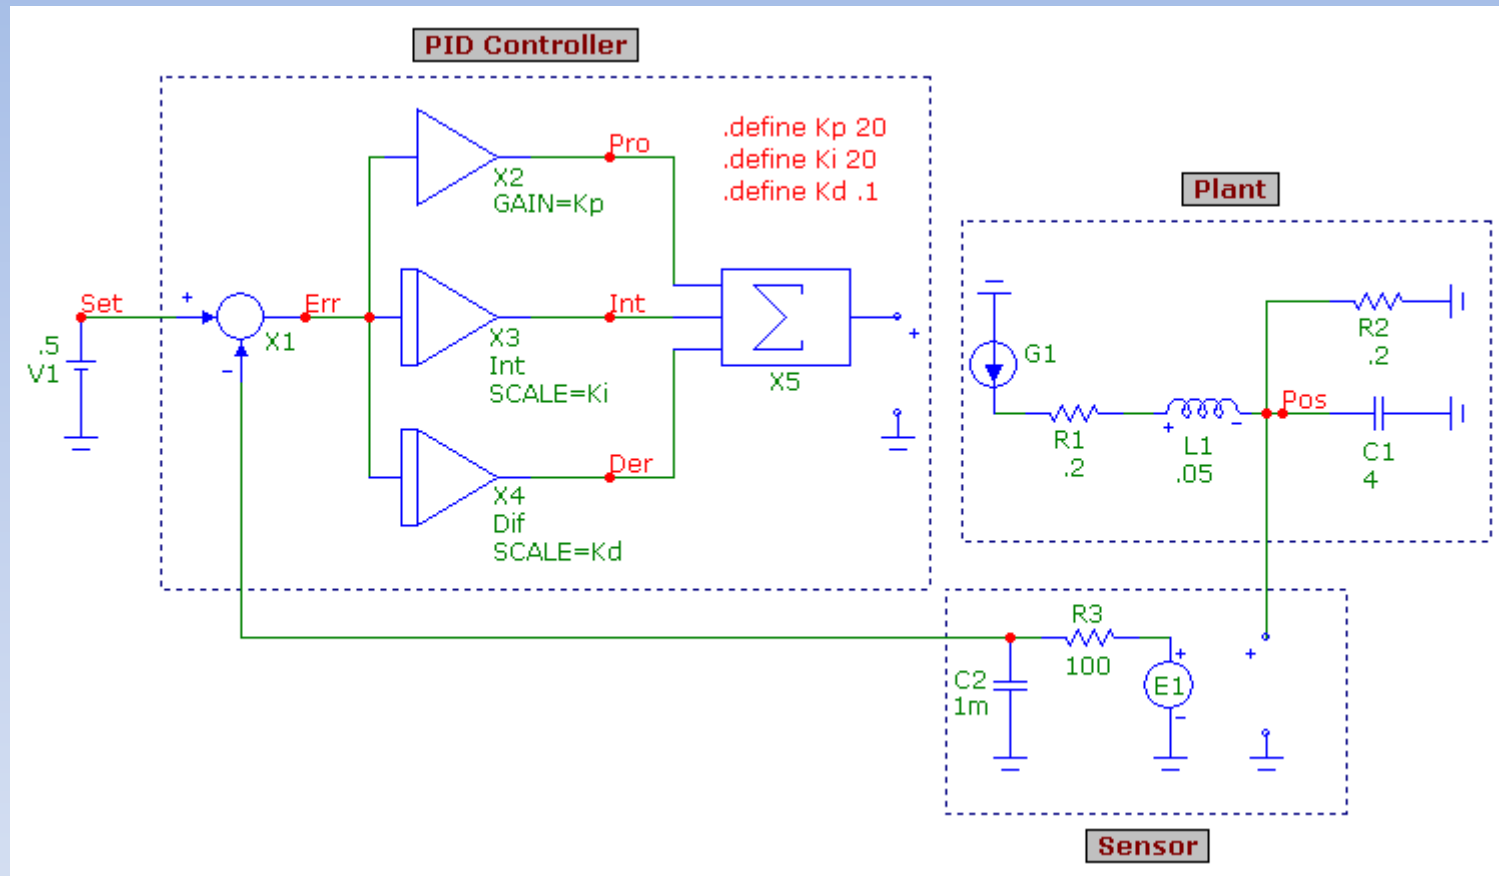 PID Controller
.define Kp 20
.define Ki 20
.define Kd .1
Pro
X2
GAIN=Kp
Set
+
Err
X1
-
.5
V1
Int
X3
Int
SCALE=Ki
X5
+
Der
X4
Dif
SCALE=Kd
Plant
G1
R1
.2
+
-
L1
.05
Pos
R2
.2
C1
4
R3
100
C2
1m
+
E1
-
+
Sensor